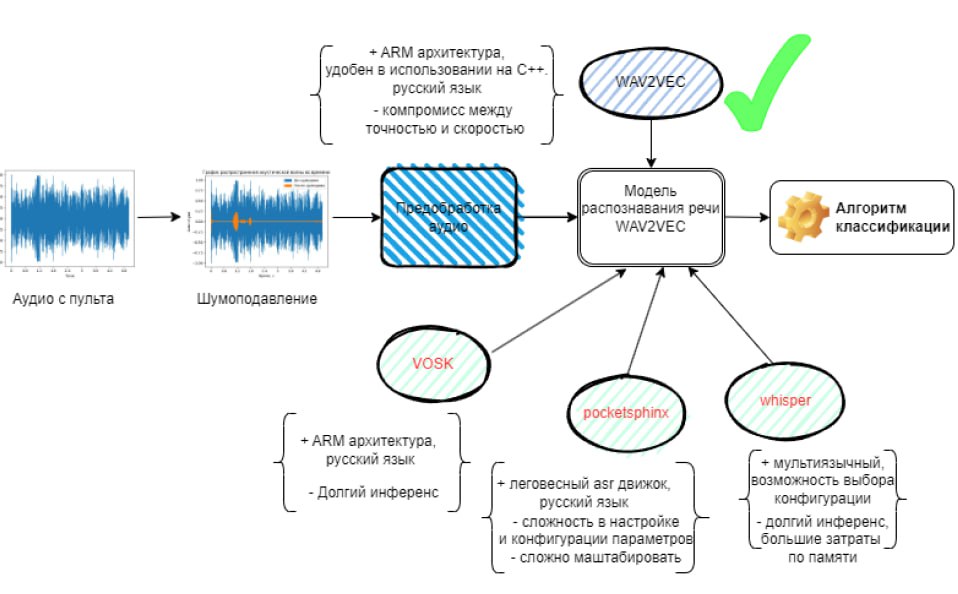 + ARM архитектура,
удобен в использовании на C++.
русский язык
- компромисс между
точностью и скоростью
WAV2VEC
Аудио с пульта
Шумоподавление
Предобработка
аудио
Модель
распознавания речи
WAV2VEC
Алгоритм
классификации
VOSK
+ ARM архитектура,
русский язык
- Долгий инференс
pocketsphinx
+ леговесный asr движок,
русский язык
- сложность в настройке
и конфигурации параметров
- сложно маштабировать
whisper
+ мультиязычный,
возможность выбора
конфигурации
- долгий инференс,
большие затраты
по памяти